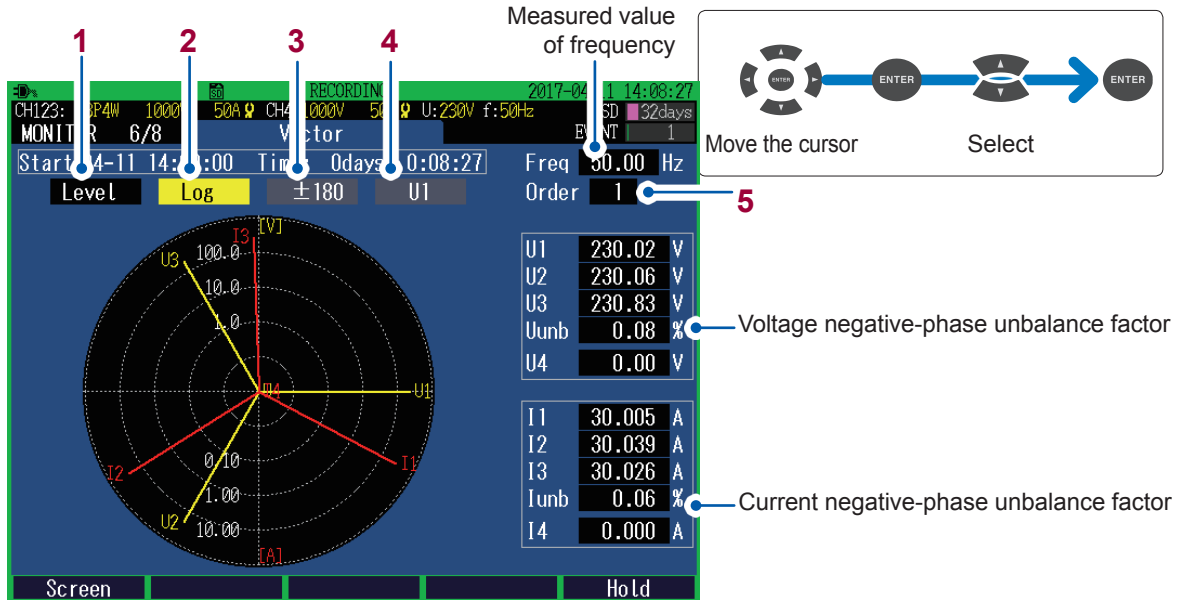 Measured value
of frequency
1
2
3
4
SD
RECORDIN
2017-04 1 14:08:27
CH123: 3P4W 1000 50A CH4 1000V 50 U:230V f:50Hz
SD 32days
MONIT R 6/8
V ctor
E ENT 1
Start 4-11 14: :00 Tim 0days 0:08:27
Freq 50.00 Hz
Level
Log
±180
U1
Order 1
5
ENTER
ENTER
ENTER
Move the cursor
Select
[V]
I3
U3
100.0
10.0
1.0
U4
U1
0.10
I2
I1
1.00
U2
10.00
[A]
U1 230.02 V
U2 230.06 V
U3 230.83 V
Uunb 0.08 %
Voltage negative-phase unbalance factor
U4 0.00 V
I1 30.005 A
I2 30.039 A
I3 30.026 A
Iunb 0.06 %
Current negative-phase unbalance factor
I4 0.000 A
Screen
Hold